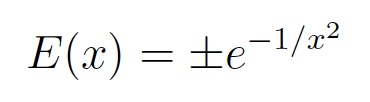 E(x) = ±e^{-1/x^2}